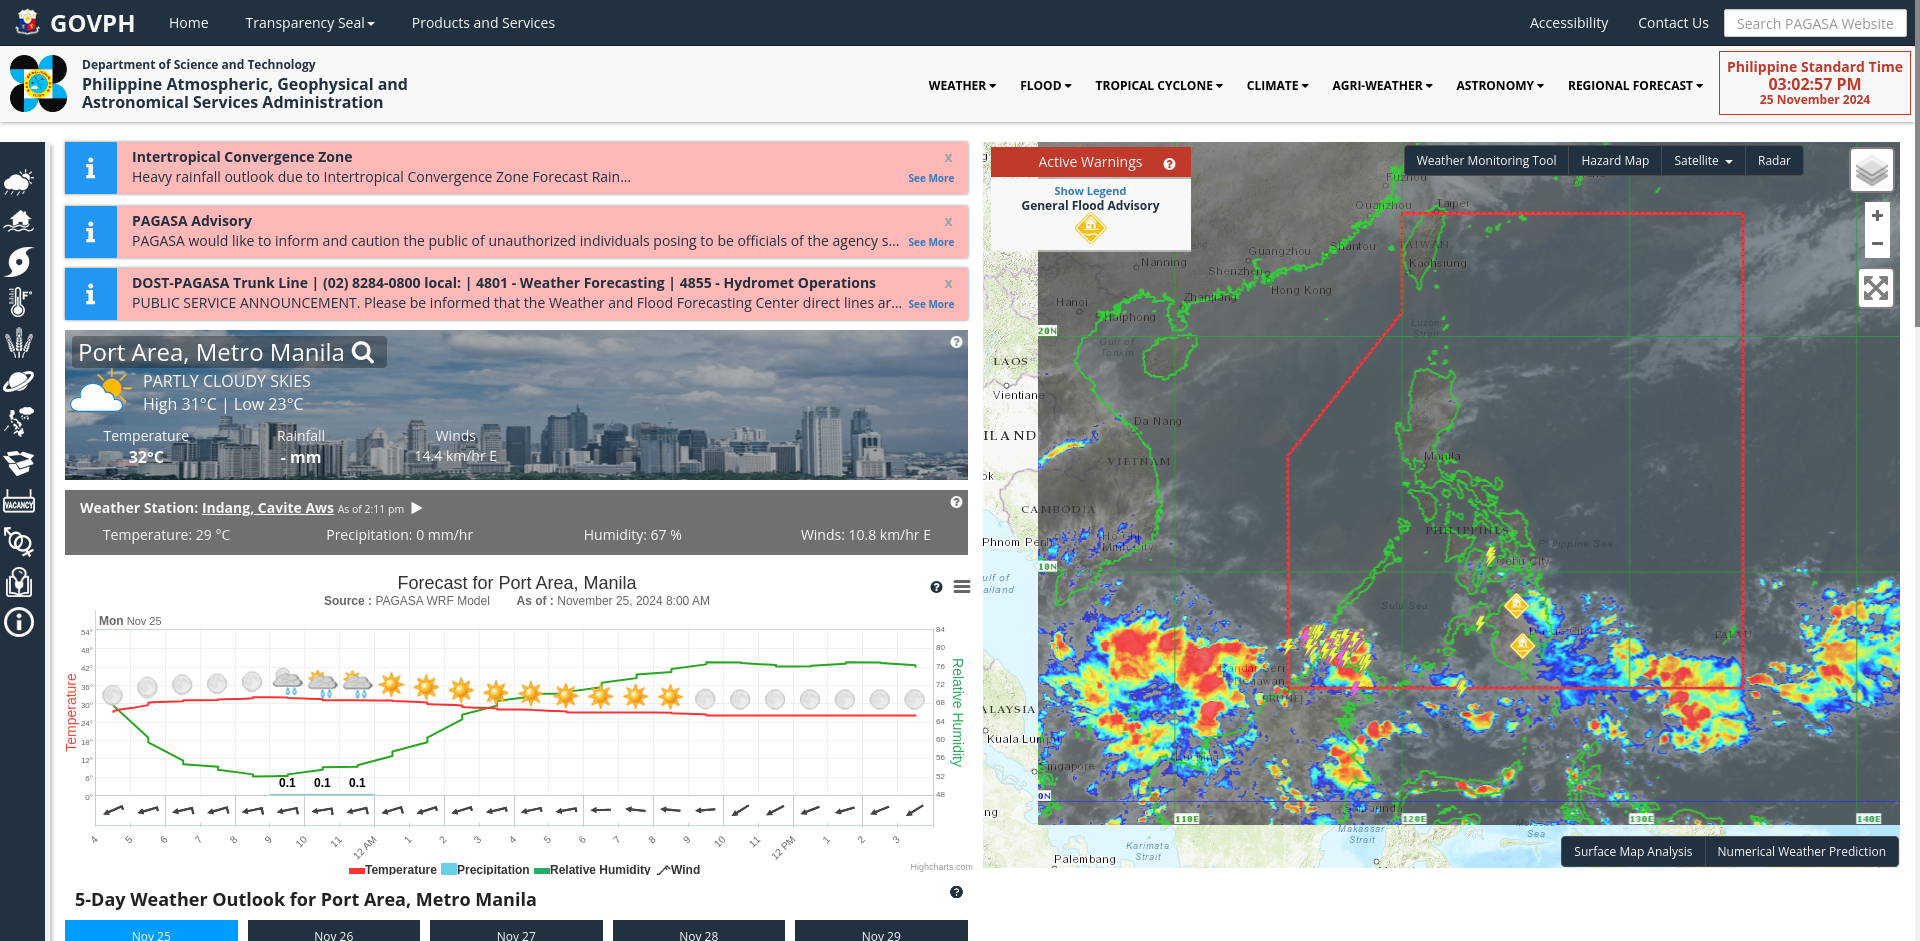 GOVPH
Home
Transparency Seal
Products and Services
Accessibility
Contact Us
Search PAGASA Website
Department of Science and Technology
Philippine Atmospheric, Geophysical and
Astronomical Services Administration
WEATHER
FLOOD
TROPICAL CYCLONE
CLIMATE
AGRI-WEATHER
ASTRONOMY
REGIONAL FORECAST
Philippine Standard Time
03:02:57 PM
25 November 2024
VACANCY
Intertropical Convergence Zone
x
Heavy rainfall outlook due to Intertropical Convergence Zone Forecast Rain...
See More
PAGASA Advisory
x
PAGASA would like to inform and caution the public of unauthorized individuals posing to be officials of the agency s...
See More
DOST-PAGASA Trunk Line | (02) 8284-0800 local: | 4801 - Weather Forecasting | 4855 - Hydromet Operations
x
PUBLIC SERVICE ANNOUNCEMENT. Please be informed that the Weather and Flood Forecasting Center direct lines ar...
See More
Port Area, Metro Manila
PARTLY CLOUDY SKIES
High 31°C | Low 23°C
Temperature
32°C
Rainfall
- mm
Winds
14.4 km/hr E
Weather Station: Indang, Cavite Aws As of 2:11 pm
Temperature: 29 °C
Precipitation: 0 mm/hr
Humidity: 67 %
Winds: 10.8 km/hr E
Forecast for Port Area, Manila
Source : PAGASA WRF Model As of : November 25, 2024 8:00 AM
Mon Nov 25
54°
48°
42°
36°
30°
24°
18°
12°
6°
0°
Temperature
84
80
76
72
68
64
60
56
52
48
Relative Humidity
0.1
0.1
0.1
4
5
6
7
8
9
10
11
12 AM
1
2
3
4
5
6
7
8
9
10
11
12 PM
1
2
3
Temperature
Precipitation
Relative Humidity
Wind
Highcharts.com
5-Day Weather Outlook for Port Area, Metro Manila
Nov 25
Nov 26
Nov 27
Nov 28
Nov 29
Active Warnings
Show Legend
General Flood Advisory
Weather Monitoring Tool
Hazard Map
Satellite
Radar
+
−
Fuzhou
Quanzhou
Taipei
TAIWAN
Kaohsiung
Shantou
Guangzhou
Shenzhen
Hong Kong
Nanning
Zhanjiang
Hanoi
Haiphong
Gulf of
Tonkin
Luzon
Strait
20N
LAOS
Vientiane
Da Nang
ILAND
VIETNAM
Manila
ok
CAMBODIA
Phnom Penh
Ho Chi
Minh City
PHILIPPINES
Philippine Sea
Cebu City
10N
ulf of
ailand
Sulu Sea
Davao City
PALAU
Bandar Seri
Begawan
BRUNEI
ALAYSIA
Kuala Lumpur
Kuching
Singapore
0N
ng
Samarinda
110E
120E
130E
140E
Makassar
Strait
Karimata
Strait
Sea
Palembang
Surface Map Analysis
Numerical Weather Prediction